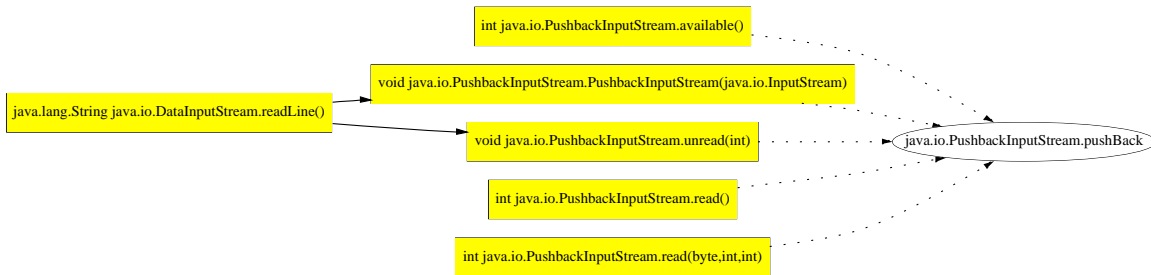 int java.io.PushbackInputStream.available()
void java.io.PushbackInputStream.PushbackInputStream(java.io.InputStream)
java.lang.String java.io.DataInputStream.readLine()
void java.io.PushbackInputStream.unread(int)
java.io.PushbackInputStream.pushBack
int java.io.PushbackInputStream.read()
int java.io.PushbackInputStream.read(byte,int,int)